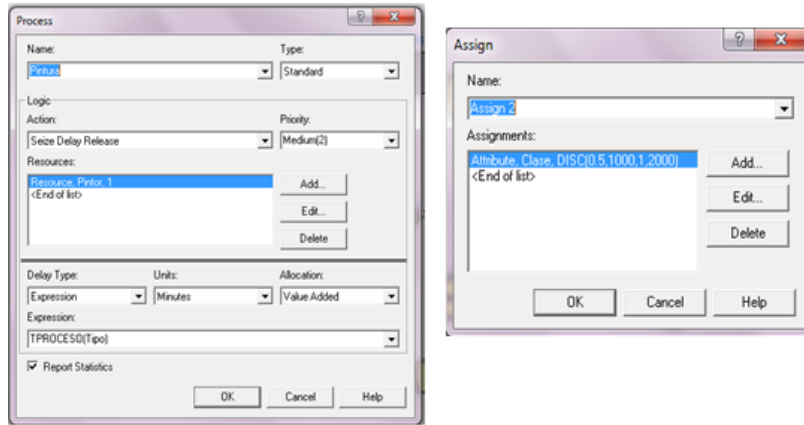 Process
Name:
Type:
Pintura
Standard
Logic
Action:
Priority:
Seize Delay Release
Medium(2)
Resources:
Resource, Pintor, 1
<End of list>
Add...
Edit...
Delete
Delay Type:
Units:
Allocation:
Expression
Minutes
Value Added
Expression:
TPROCESO(Tipo)
Report Statistics
OK
Cancel
Help
Assign
Name:
Assign 2
Assignments:
Attribute, Clase, DISC(0.5,1000,1,2000)
<End of list>
Add...
Edit...
Delete
OK
Cancel
Help